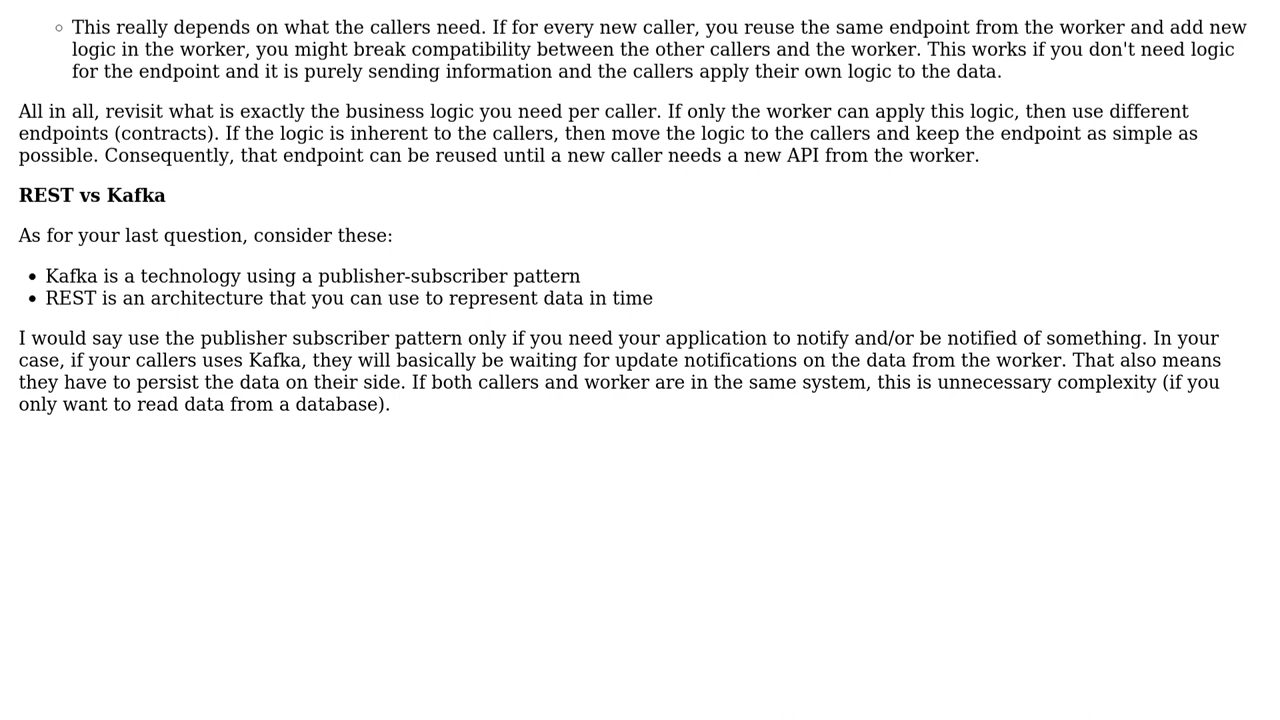 This really depends on what the callers need. If for every new caller, you reuse the same endpoint from the worker and add new
logic in the worker, you might break compatibility between the other callers and the worker. This works if you don't need logic
for the endpoint and it is purely sending information and the callers apply their own logic to the data.
All in all, revisit what is exactly the business logic you need per caller. If only the worker can apply this logic, then use different
endpoints (contracts). If the logic is inherent to the callers, then move the logic to the callers and keep the endpoint as simple as
possible. Consequently, that endpoint can be reused until a new caller needs a new API from the worker.
REST vs Kafka
As for your last question, consider these:
Kafka is a technology using a publisher-subscriber pattern
REST is an architecture that you can use to represent data in time
I would say use the publisher subscriber pattern only if you need your application to notify and/or be notified of something. In your
case, if your callers uses Kafka, they will basically be waiting for update notifications on the data from the worker. That also means
they have to persist the data on their side. If both callers and worker are in the same system, this is unnecessary complexity (if you
only want to read data from a database).